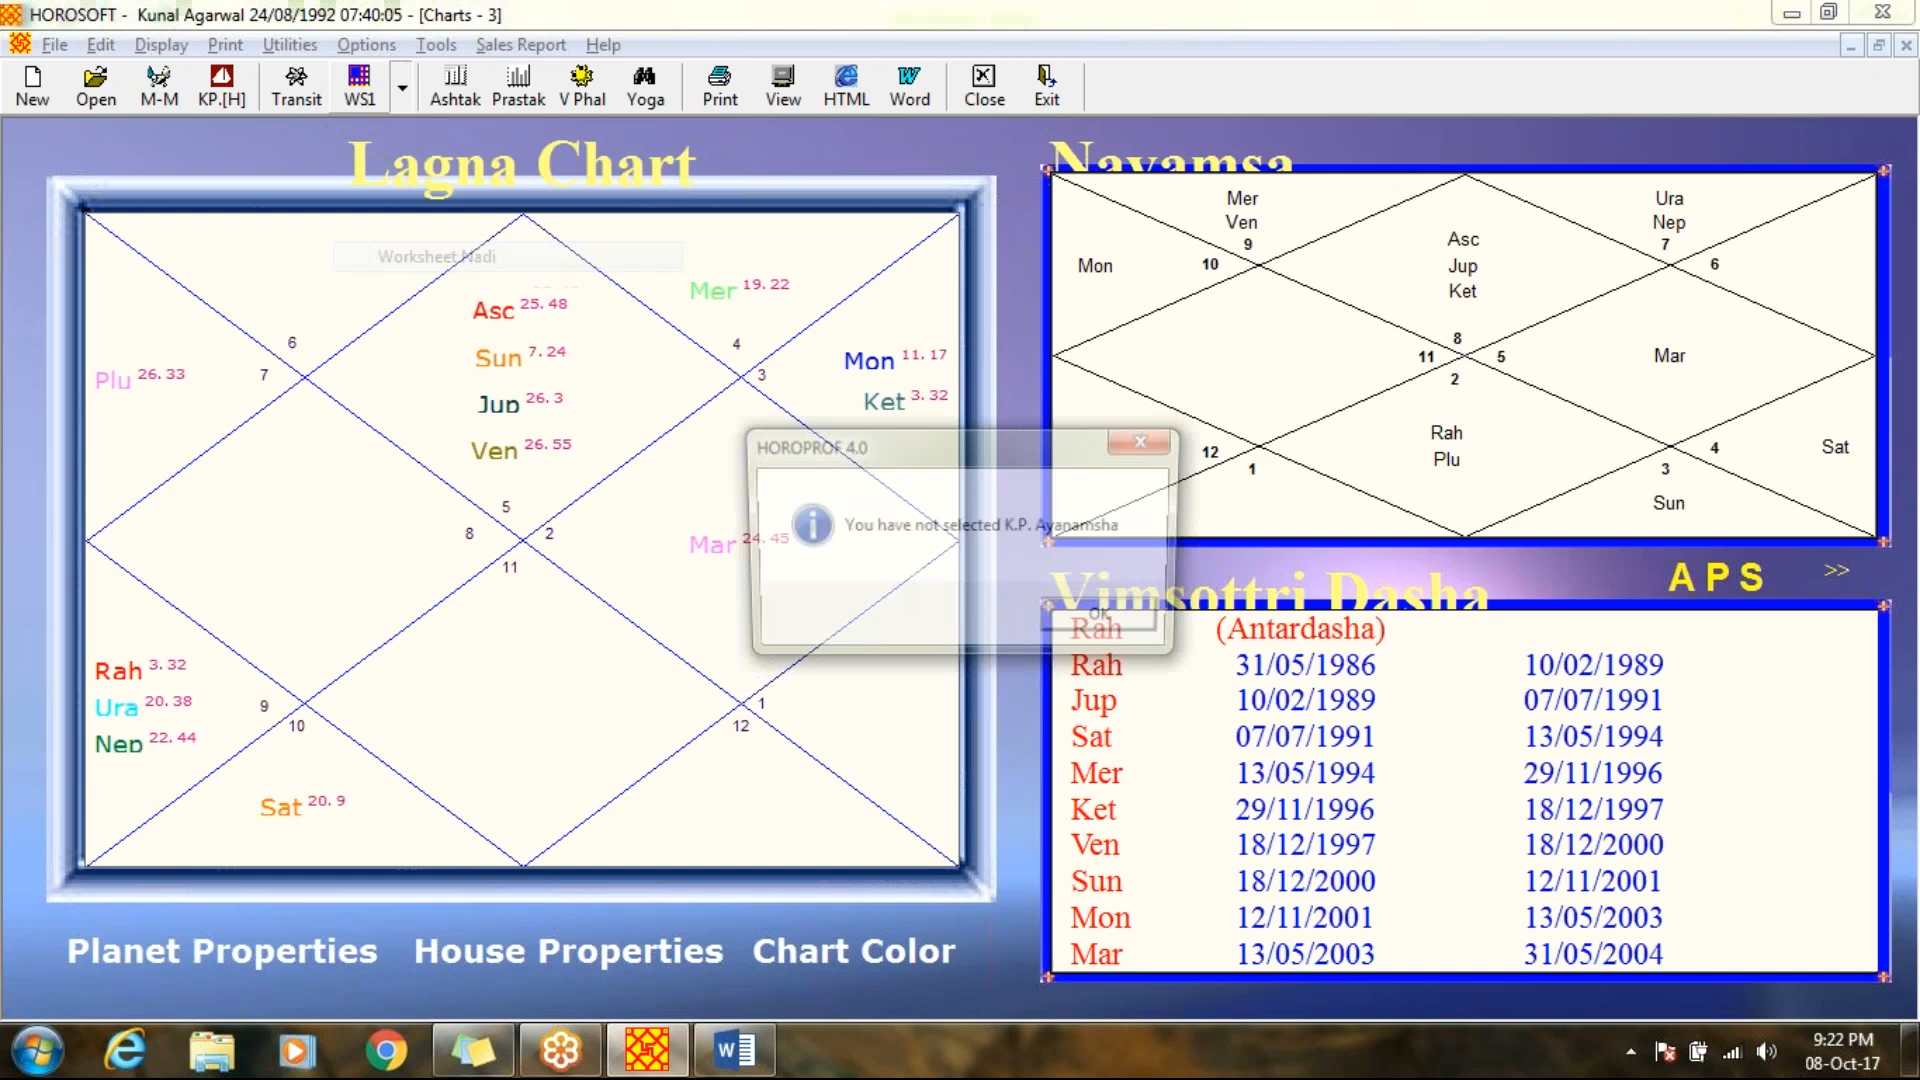 HOROSOFT - Kunal Agarwal 24/08/1992 07:40:05 - [Charts - 3]
File Edit Display Print Utilities Options Tools Sales Report Help
New Open M-M KP.[H] Transit WS1 Ashtak Prastak V Phal Yoga Print View HTML Word Close Exit
Lagna Chart
Worksheet Nadi
Asc 25. 48
Sun 7. 24
Jup 26. 3
Ven 26. 55
Mer 19. 22
Mon 11. 17
Ket 3. 32
Plu 26. 33
6
7
4
3
5
8
2
11
Mar 24. 45
Rah 3. 32
Ura 20. 38
Nep 22. 44
9
10
1
12
Sat 20. 9
Planet Properties House Properties Chart Color
Navamsa
Mer
Ven
9
Ura
Nep
7
Asc
Jup
Ket
Mon
10
6
8
11
5
2
Mar
Rah
Plu
12
1
4
3
Sat
Sun
HOROPROF 4.0
You have not selected K.P. Ayanamsha
OK
Vimsottri Dasha
A P S >>
Rah (Antardasha)
Rah 31/05/1986 10/02/1989
Jup 10/02/1989 07/07/1991
Sat 07/07/1991 13/05/1994
Mer 13/05/1994 29/11/1996
Ket 29/11/1996 18/12/1997
Ven 18/12/1997 18/12/2000
Sun 18/12/2000 12/11/2001
Mon 12/11/2001 13/05/2003
Mar 13/05/2003 31/05/2004
9:22 PM
08-Oct-17